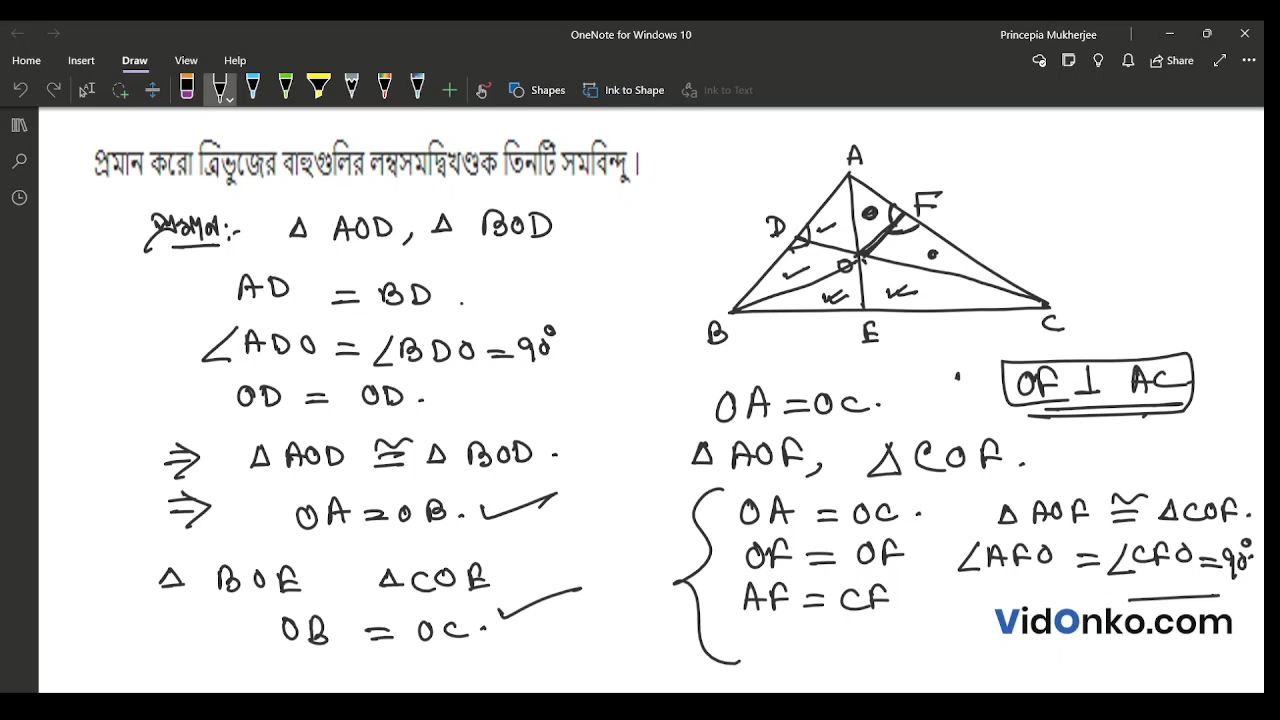 OneNote for Windows 10
Princepia Mukherjee
Home Insert Draw View Help
Shapes Ink to Shape Ink to Text Share
প্রমান করো ত্রিভুজের বাহুগুলির লম্বসমদ্বিখণ্ডক তিনটি সমবিন্দু।
প্রমান:- Δ AOD, Δ BOD
AD = BD .
∠ADO = ∠BDO = 90°
OD = OD .
⇒ Δ AOD ≅ Δ BOD .
⇒ OA = OB . ✓
Δ BOE Δ COE
OB = OC . ✓
A
D
F
O
B
E
C
OF ⊥ AC
OA = OC .
Δ AOF, Δ COF .
OA = OC . Δ AOF ≅ Δ COF .
OF = OF ∠AFO = ∠CFO = 90°
AF = CF
VidOnko.com